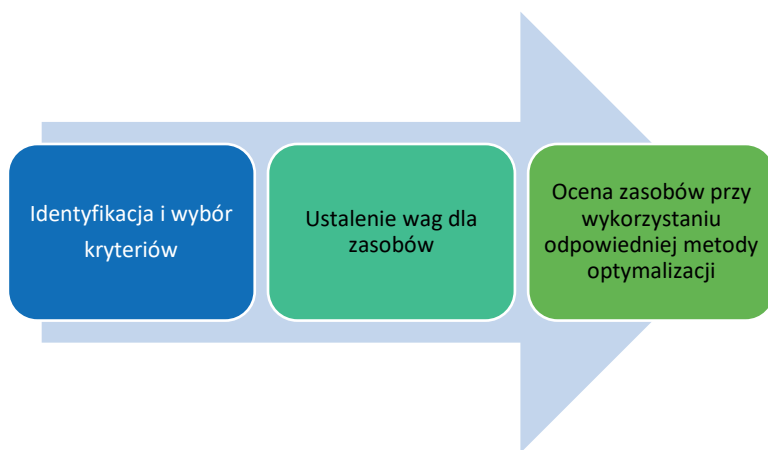 Identyfikacja i wybór
kryteriów
Ustalenie wag dla
zasobów
Ocena zasobów przy
wykorzystaniu
odpowiedniej metody
optymalizacji